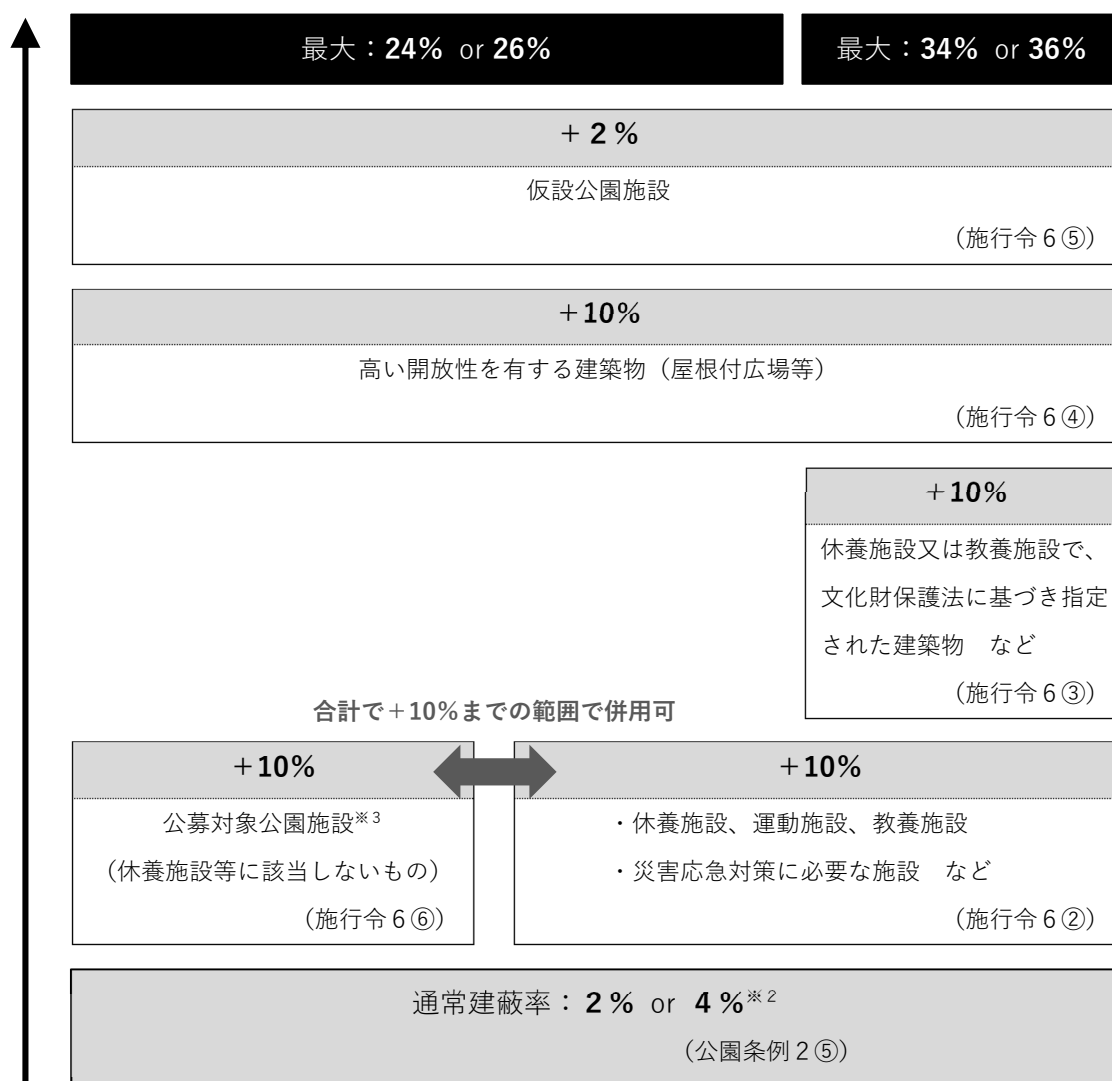 最大：24% or 26%
最大：34% or 36%
＋２％
仮設公園施設
（施行令６⑤）
＋10%
高い開放性を有する建築物（屋根付広場等）
（施行令６④）
＋10%
休養施設又は教養施設で、
文化財保護法に基づき指定
された建築物　など
（施行令６③）
合計で＋10％までの範囲で併用可
＋10%
公募対象公園施設※３
（休養施設等に該当しないもの）
（施行令６⑥）
＋10%
・休養施設、運動施設、教養施設
・災害応急対策に必要な施設　など
（施行令６②）
通常建蔽率：２％ or ４％※２
（公園条例２⑤）